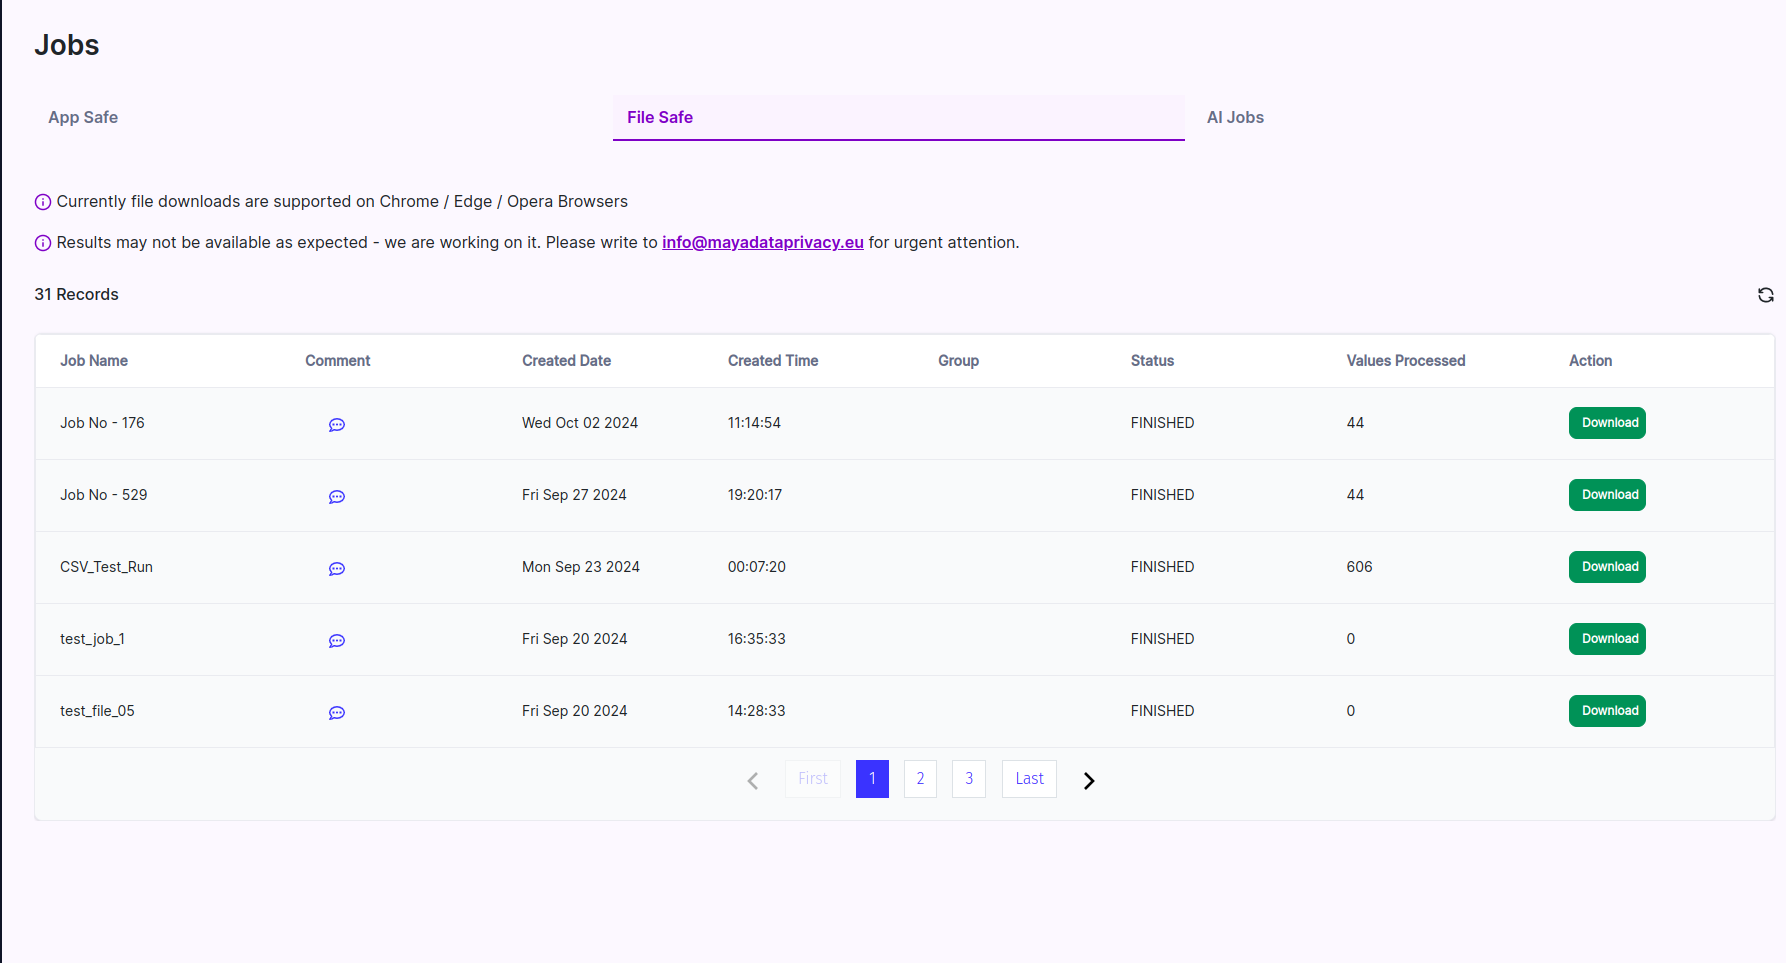 Jobs
App Safe File Safe AI Jobs
Currently file downloads are supported on Chrome / Edge / Opera Browsers
Results may not be available as expected - we are working on it. Please write to info@mayadataprivacy.eu for urgent attention.
31 Records
Job Name Comment Created Date Created Time Group Status Values Processed Action
Job No - 176 Wed Oct 02 2024 11:14:54 FINISHED 44 Download
Job No - 529 Fri Sep 27 2024 19:20:17 FINISHED 44 Download
CSV_Test_Run Mon Sep 23 2024 00:07:20 FINISHED 606 Download
test_job_1 Fri Sep 20 2024 16:35:33 FINISHED 0 Download
test_file_05 Fri Sep 20 2024 14:28:33 FINISHED 0 Download
First 1 2 3 Last